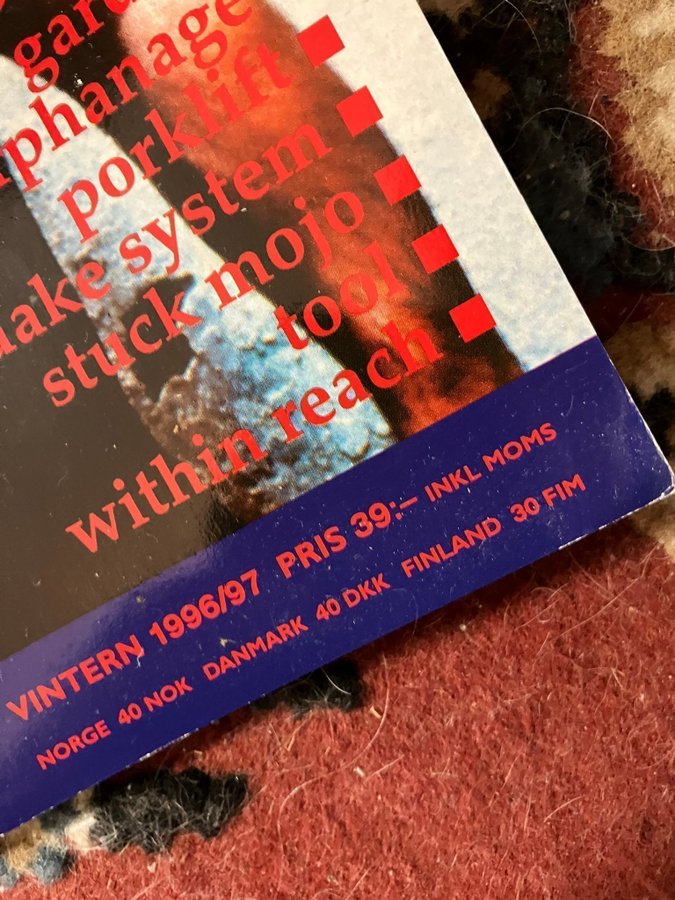 porklift
stuck mojo
tool
within reach
VINTERN 1996/97 PRIS 39:– INKL MOMS
NORGE 40 NOK DANMARK 40 DKK FINLAND 30 FIM
system